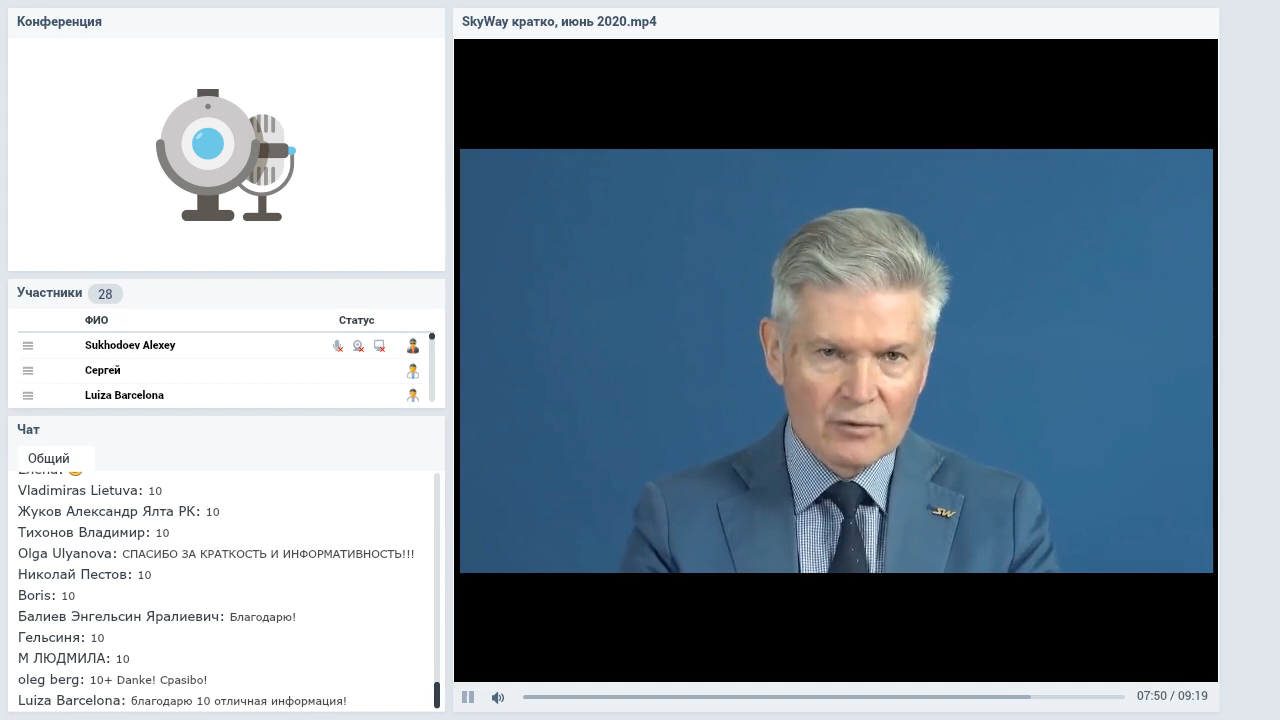 Конференция
SkyWay кратко, июнь 2020.mp4
Участники 28
ФИО Статус
Sukhodoev Alexey
Сергей
Luiza Barcelona
Чат
Общий
Елена:
Vladimiras Lietuva: 10
Жуков Александр Ялта РК: 10
Тихонов Владимир: 10
Olga Ulyanova: СПАСИБО ЗА КРАТКОСТЬ И ИНФОРМАТИВНОСТЬ!!!
Николай Пестов: 10
Boris: 10
Балиев Энгельсин Яралиевич: Благодарю!
Гельсиня: 10
М ЛЮДМИЛА: 10
oleg berg: 10+ Danke! Cpasibo!
Luiza Barcelona: благодарю 10 отличная информация!
SW
07:50 / 09:19